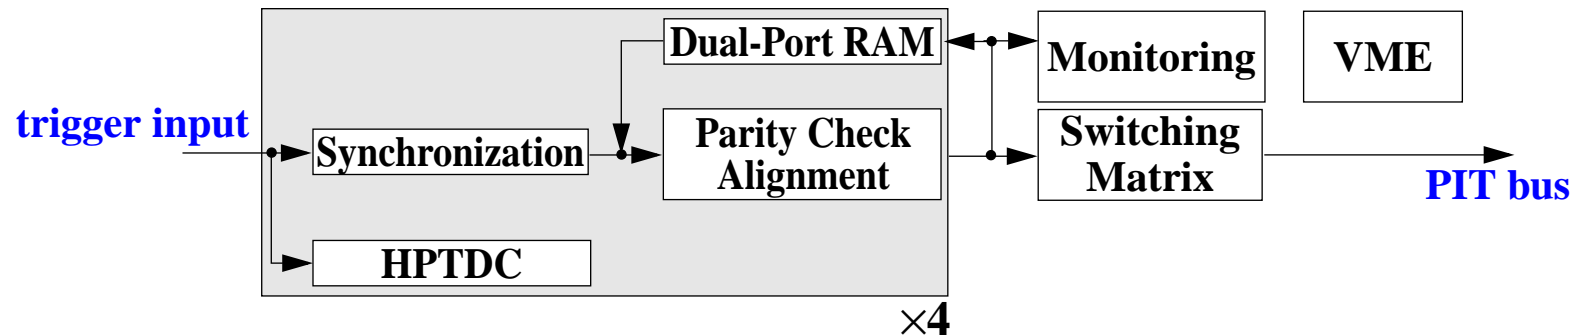 Dual-Port RAM
Monitoring
VME
trigger input
Synchronization
Parity Check
Alignment
Switching
Matrix
PIT bus
HPTDC
×4